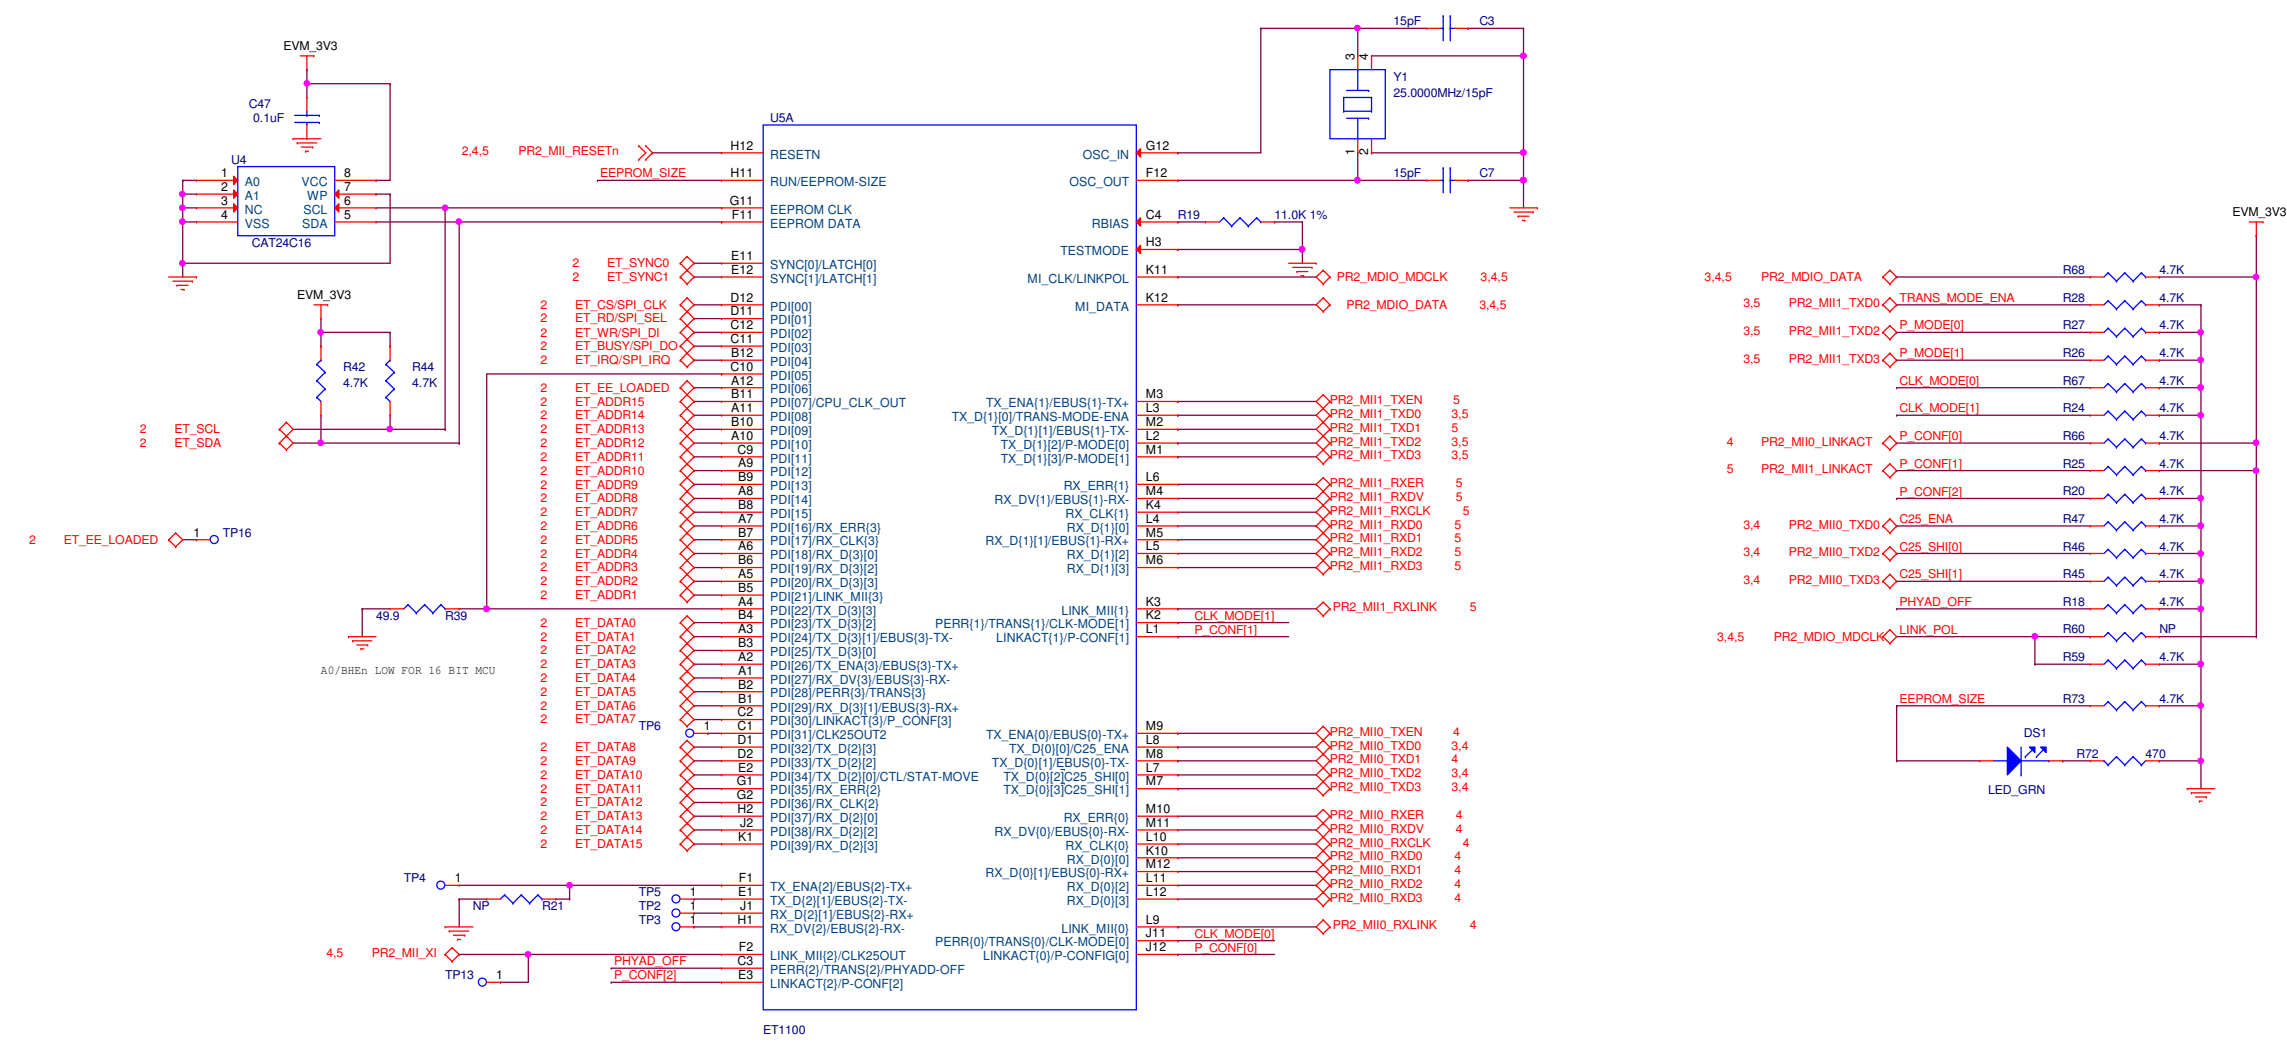 EVM_3V3
C47
0.1uF
U4
1 A0 VCC 8
2 A1 WP 7
3 NC SCL 6
4 VSS SDA 5
CAT24C16
EVM_3V3
R42
4.7K
R44
4.7K
2 ET_SCL
2 ET_SDA
2 ET_EE_LOADED 1 TP16
49.9 R39
A0/BHEn LOW FOR 16 BIT MCU
U5A
2,4,5 PR2_MII_RESETn H12 RESETN
EEPROM_SIZE H11 RUN/EEPROM-SIZE
G11 EEPROM CLK
F11 EEPROM DATA
2 ET_SYNC0 E11 SYNC[0]/LATCH[0]
2 ET_SYNC1 E12 SYNC[1]/LATCH[1]
2 ET_CS/SPI_CLK D12 PDI[00]
2 ET_RD/SPI_SEL D11 PDI[01]
2 ET_WR/SPI_DI C12 PDI[02]
2 ET_BUSY/SPI_DO C11 PDI[03]
2 ET_IRQ/SPI_IRQ B12 PDI[04]
C10 PDI[05]
2 ET_EE_LOADED A12 PDI[06]
2 ET_ADDR15 B11 PDI[07]/CPU_CLK_OUT
2 ET_ADDR14 A11 PDI[08]
2 ET_ADDR13 B10 PDI[09]
2 ET_ADDR12 A10 PDI[10]
2 ET_ADDR11 C9 PDI[11]
2 ET_ADDR10 A9 PDI[12]
2 ET_ADDR9 B9 PDI[13]
2 ET_ADDR8 A8 PDI[14]
2 ET_ADDR7 B8 PDI[15]
2 ET_ADDR6 A7 PDI[16]/RX_ERR{3}
2 ET_ADDR5 B7 PDI[17]/RX_CLK{3}
2 ET_ADDR4 A6 PDI[18]/RX_D{3}[0]
2 ET_ADDR3 B6 PDI[19]/RX_D{3}[2]
2 ET_ADDR2 A5 PDI[20]/RX_D{3}[3]
2 ET_ADDR1 B5 PDI[21]/LINK_MII{3}
A4 PDI[22]/TX_D{3}[3]
2 ET_DATA0 B4 PDI[23]/TX_D{3}[2]
2 ET_DATA1 A3 PDI[24]/TX_D{3}[1]/EBUS{3}-TX-
2 ET_DATA2 B3 PDI[25]/TX_D{3}[0]
2 ET_DATA3 A2 PDI[26]/TX_ENA{3}/EBUS{3}-TX+
2 ET_DATA4 A1 PDI[27]/RX_DV{3}/EBUS{3}-RX-
2 ET_DATA5 B2 PDI[28]/PERR{3}/TRANS{3}
2 ET_DATA6 B1 PDI[29]/RX_D{3}[1]/EBUS{3}-RX+
2 ET_DATA7 C2 PDI[30]/LINKACT{3}/P_CONF[3]
TP6 1 C1 PDI[31]/CLK25OUT2
2 ET_DATA8 D1 PDI[32]/TX_D{2}[3]
2 ET_DATA9 D2 PDI[33]/TX_D{2}[2]
2 ET_DATA10 E2 PDI[34]/TX_D{2}[0]/CTL/STAT-MOVE
2 ET_DATA11 G1 PDI[35]/RX_ERR{2}
2 ET_DATA12 G2 PDI[36]/RX_CLK{2}
2 ET_DATA13 H2 PDI[37]/RX_D{2}[0]
2 ET_DATA14 J2 PDI[38]/RX_D{2}[2]
2 ET_DATA15 K1 PDI[39]/RX_D{2}[3]
TP4 1 F1 TX_ENA{2}/EBUS{2}-TX+
NP R21
TP5 1 E1 TX_D{2}[1]/EBUS{2}-TX-
TP2 1 J1 RX_D{2}[1]/EBUS{2}-RX+
TP3 1 H1 RX_DV{2}/EBUS{2}-RX-
4,5 PR2_MII_XI F2 LINK_MII{2}/CLK25OUT
TP13 1
PHYAD_OFF C3 PERR{2}/TRANS{2}/PHYADD-OFF
P_CONF[2] E3 LINKACT{2}/P-CONF[2]
ET1100
15pF C3
3 4
Y1
25.0000MHz/15pF
1 2
15pF C7
OSC_IN G12
OSC_OUT F12
RBIAS C4 R19 11.0K 1%
TESTMODE H3
MI_CLK/LINKPOL K11 PR2_MDIO_MDCLK 3,4,5
MI_DATA K12 PR2_MDIO_DATA 3,4,5
TX_ENA{1}/EBUS{1}-TX+ M3 PR2_MII1_TXEN 5
TX_D{1}[0]/TRANS-MODE-ENA L3 PR2_MII1_TXD0 3,5
TX_D{1}[1]/EBUS{1}-TX- M2 PR2_MII1_TXD1 5
TX_D{1}[2]/P-MODE[0] L2 PR2_MII1_TXD2 3,5
TX_D{1}[3]/P-MODE[1] M1 PR2_MII1_TXD3 3,5
RX_ERR{1} L6 PR2_MII1_RXER 5
RX_DV{1}/EBUS{1}-RX- M4 PR2_MII1_RXDV 5
RX_CLK{1} K4 PR2_MII1_RXCLK 5
RX_D{1}[0] L4 PR2_MII1_RXD0 5
RX_D{1}[1]/EBUS{1}-RX+ M5 PR2_MII1_RXD1 5
RX_D{1}[2] L5 PR2_MII1_RXD2 5
RX_D{1}[3] M6 PR2_MII1_RXD3 5
LINK_MII{1} K3 PR2_MII1_RXLINK 5
PERR{1}/TRANS{1}/CLK-MODE[1] K2 CLK_MODE[1]
LINKACT{1}/P-CONF[1] L1 P_CONF[1]
TX_ENA{0}/EBUS{0}-TX+ M9 PR2_MII0_TXEN 4
TX_D{0}[0]/C25_ENA L8 PR2_MII0_TXD0 3,4
TX_D{0}[1]/EBUS{0}-TX- M8 PR2_MII0_TXD1 4
TX_D{0}[2]C25_SHI[0] L7 PR2_MII0_TXD2 3,4
TX_D{0}[3]C25_SHI[1] M7 PR2_MII0_TXD3 3,4
RX_ERR{0} M10 PR2_MII0_RXER 4
RX_DV{0}/EBUS{0}-RX- M11 PR2_MII0_RXDV 4
RX_CLK{0} L10 PR2_MII0_RXCLK 4
RX_D{0}[0] K10 PR2_MII0_RXD0 4
RX_D{0}[1]/EBUS{0}-RX+ M12 PR2_MII0_RXD1 4
RX_D{0}[2] L11 PR2_MII0_RXD2 4
RX_D{0}[3] L12 PR2_MII0_RXD3 4
LINK_MII{0} L9 PR2_MII0_RXLINK 4
PERR{0}/TRANS{0}/CLK-MODE[0] J11 CLK_MODE[0]
LINKACT{0}/P-CONFIG[0] J12 P_CONF[0]
EVM_3V3
3,4,5 PR2_MDIO_DATA R68 4.7K
3,5 PR2_MII1_TXD0 TRANS_MODE_ENA R28 4.7K
3,5 PR2_MII1_TXD2 P_MODE[0] R27 4.7K
3,5 PR2_MII1_TXD3 P_MODE[1] R26 4.7K
CLK_MODE[0] R67 4.7K
CLK_MODE[1] R24 4.7K
4 PR2_MII0_LINKACT P_CONF[0] R66 4.7K
5 PR2_MII1_LINKACT P_CONF[1] R25 4.7K
P_CONF[2] R20 4.7K
3,4 PR2_MII0_TXD0 C25_ENA R47 4.7K
3,4 PR2_MII0_TXD2 C25_SHI[0] R46 4.7K
3,4 PR2_MII0_TXD3 C25_SHI[1] R45 4.7K
PHYAD_OFF R18 4.7K
3,4,5 PR2_MDIO_MDCLK LINK_POL R60 NP
R59 4.7K
EEPROM_SIZE R73 4.7K
DS1
R72 470
LED_GRN